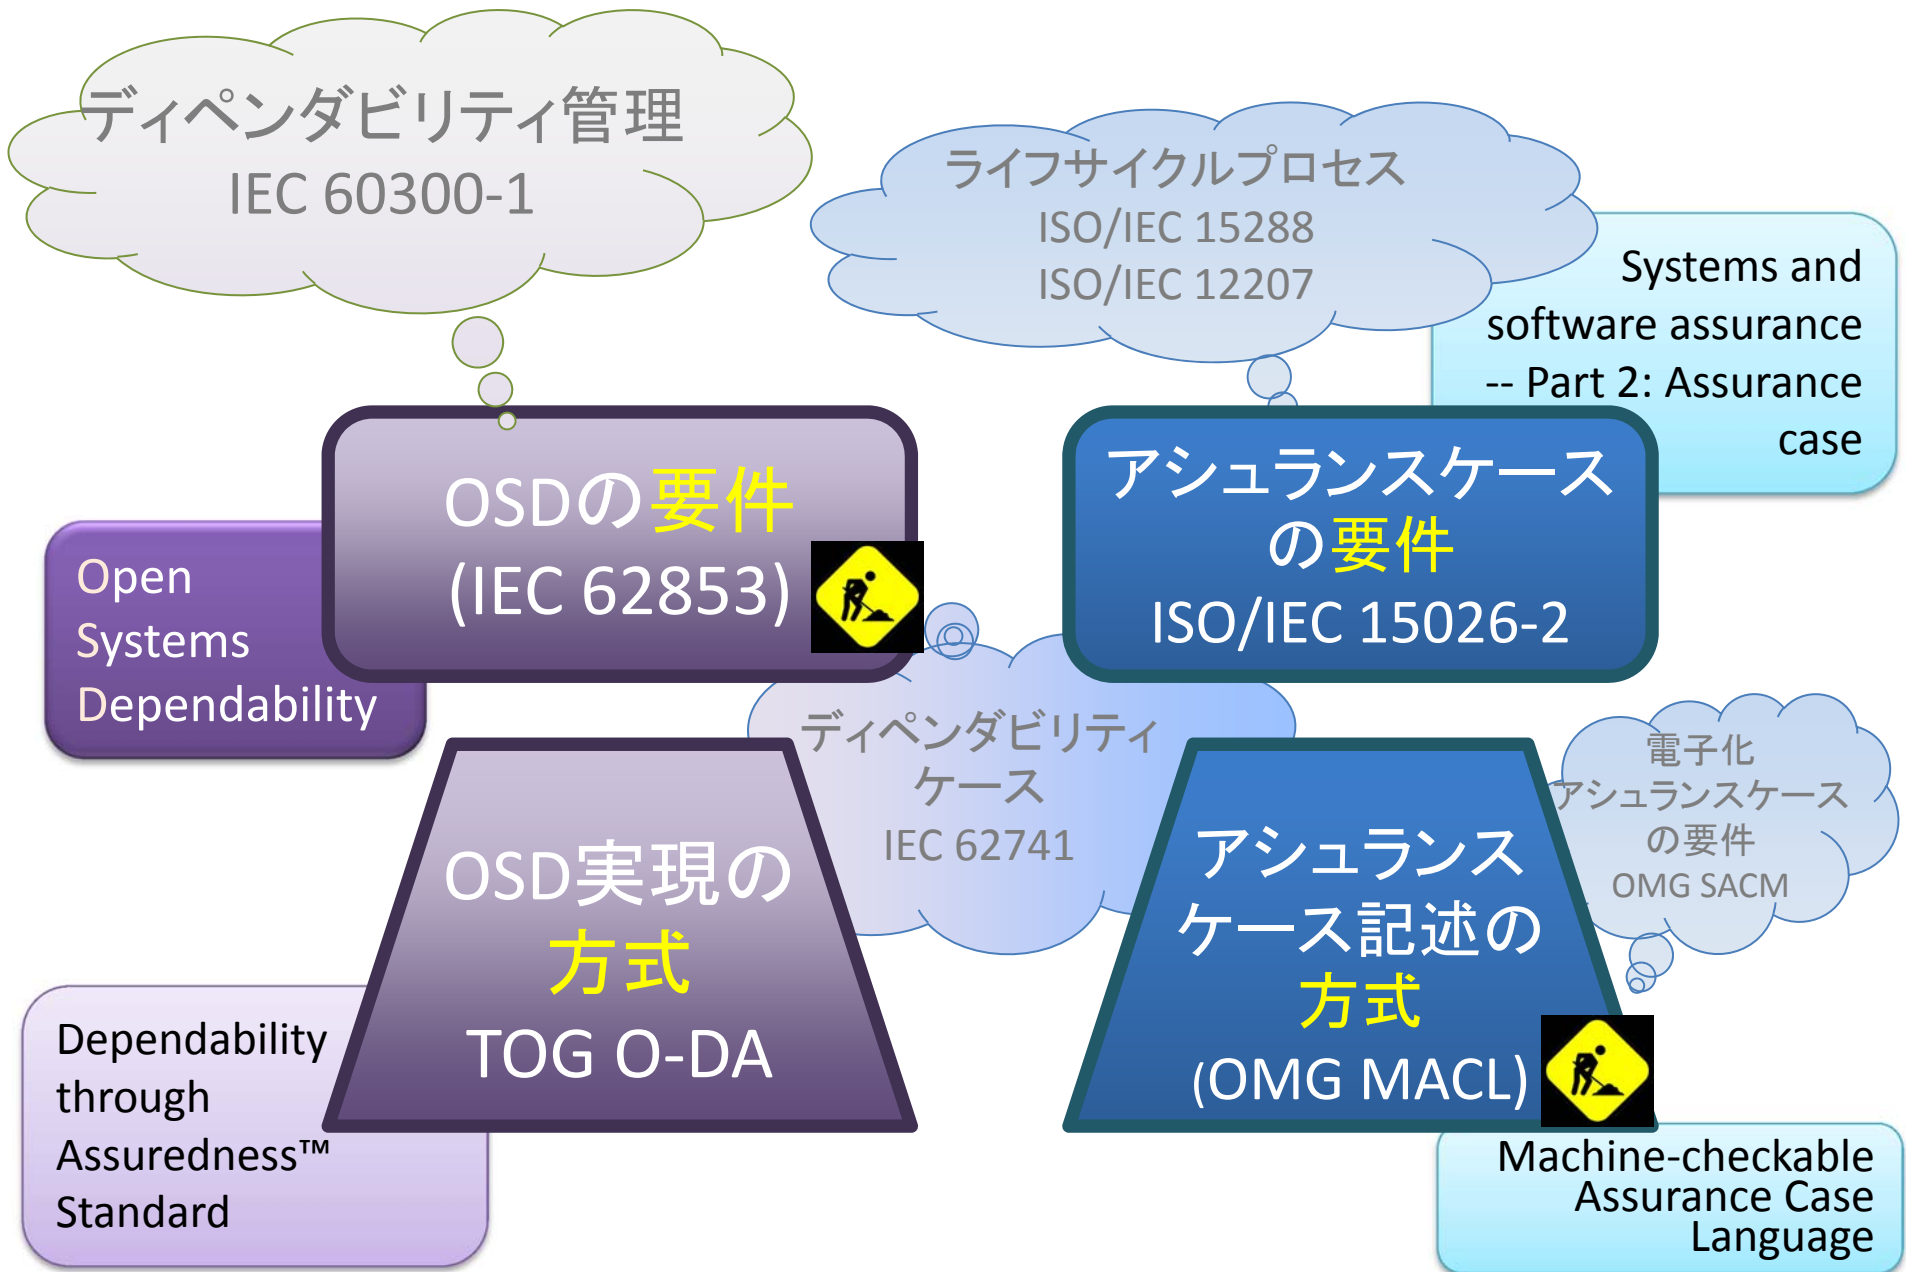 ディペンダビリティ管理
IEC 60300-1
ライフサイクルプロセス
ISO/IEC 15288
ISO/IEC 12207
Systems and
software assurance
-- Part 2: Assurance
case
OSDの要件
(IEC 62853)
アシュランスケース
の要件
ISO/IEC 15026-2
Open
Systems
Dependability
ディペンダビリティ
ケース
IEC 62741
電子化
アシュランスケース
の要件
OMG SACM
OSD実現の
方式
TOG O-DA
アシュランス
ケース記述の
方式
(OMG MACL)
Dependability
through
Assuredness™
Standard
Machine-checkable
Assurance Case
Language